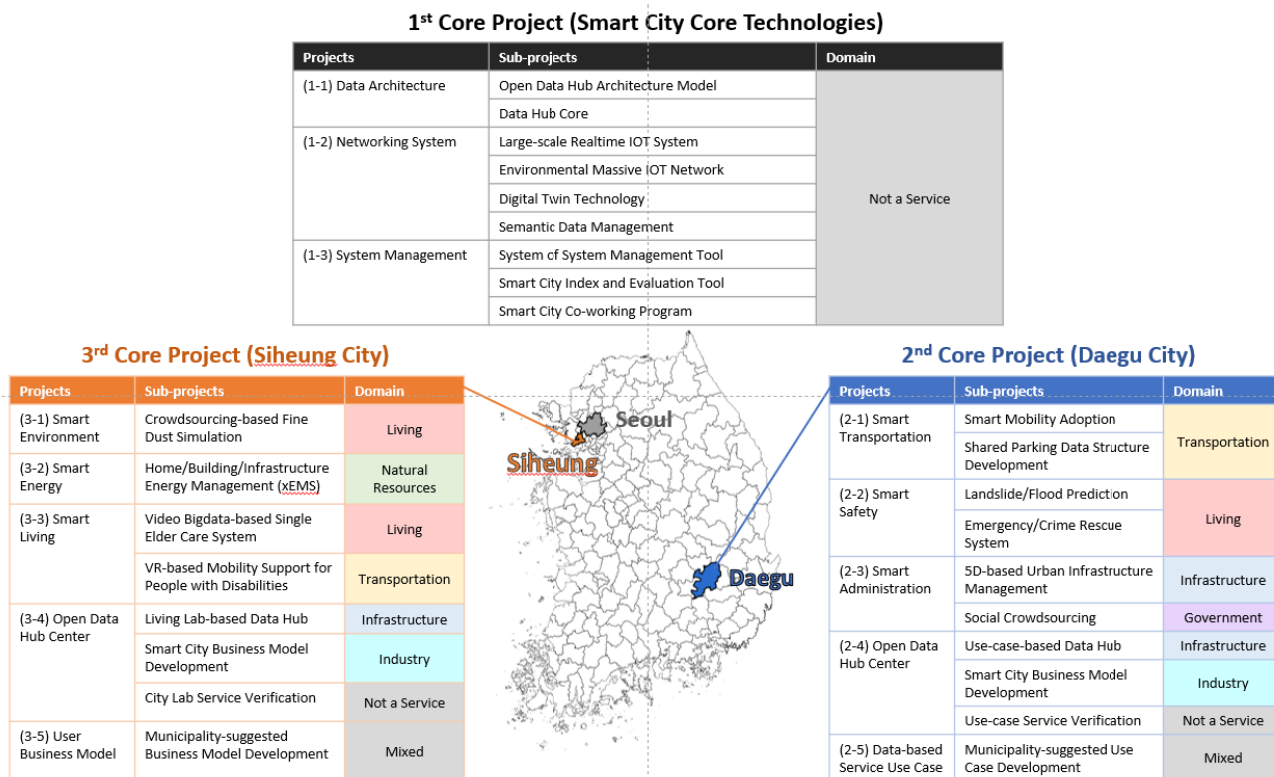 1st Core Project (Smart City Core Technologies)
Projects Sub-projects Domain
(1-1) Data Architecture Open Data Hub Architecture Model
Data Hub Core
(1-2) Networking System Large-scale Realtime IOT System
Environmental Massive IOT Network
Digital Twin Technology
Semantic Data Management
Not a Service
(1-3) System Management System of System Management Tool
Smart City Index and Evaluation Tool
Smart City Co-working Program
3rd Core Project (Siheung City)
Projects Sub-projects Domain
(3-1) Smart
Environment
Crowdsourcing-based Fine
Dust Simulation
Living
(3-2) Smart
Energy
Home/Building/Infrastructure
Energy Management (xEMS)
Natural
Resources
(3-3) Smart
Living
Video Bigdata-based Single
Elder Care System
Living
VR-based Mobility Support for
People with Disabilities
Transportation
(3-4) Open Data
Hub Center
Living Lab-based Data Hub
Infrastructure
Smart City Business Model
Development
Industry
City Lab Service Verification
Not a Service
(3-5) User
Business Model
Municipality-suggested
Business Model Development
Mixed
Seoul
Siheung
Daegu
2nd Core Project (Daegu City)
Projects Sub-projects Domain
(2-1) Smart
Transportation
Smart Mobility Adoption
Shared Parking Data Structure
Development
Transportation
(2-2) Smart
Safety
Landslide/Flood Prediction
Emergency/Crime Rescue
System
Living
(2-3) Smart
Administration
5D-based Urban Infrastructure
Management
Infrastructure
Social Crowdsourcing
Government
(2-4) Open Data
Hub Center
Use-case-based Data Hub
Infrastructure
Smart City Business Model
Development
Industry
Use-case Service Verification
Not a Service
(2-5) Data-based
Service Use Case
Municipality-suggested Use
Case Development
Mixed